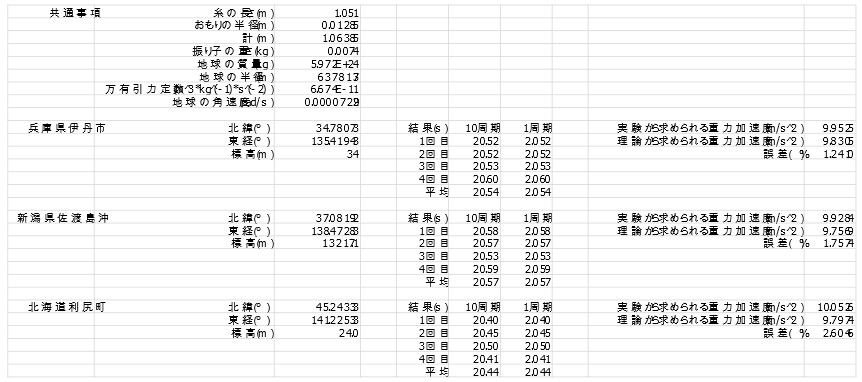 共通事項 糸の長さ(m) 1.051
おもりの半径(m) 0.01285
計(m) 1.06385
振り子の重さ(kg) 0.0074
地球の質量(kg) 5.972E+24
地球の半径(m) 6378137
万有引力定数(m^3*kg^(-1)*s^(-2)) 6.674E-11
地球の角速度(rad/s) 0.00007292
兵庫県伊丹市 北緯(°) 34.7807 結果(s) 10周期 1周期 実験から求められる重力加速度(m/s^2) 9.9525
東経(°) 135.4194 1回目 20.52 2.052 理論から求められる重力加速度(m/s^2) 9.8305
標高(m) 34 2回目 20.52 2.052 誤差(% 1.2410
3回目 20.53 2.053
4回目 20.60 2.060
平均 20.54 2.054
新潟県佐渡島沖 北緯(°) 37.0819 結果(s) 10周期 1周期 実験から求められる重力加速度(m/s^2) 9.9284
東経(°) 138.4728 1回目 20.58 2.058 理論から求められる重力加速度(m/s^2) 9.7569
標高(m) 2回目 20.57 2.057 誤差(% 1.7574
3回目 20.53 2.053
4回目 20.59 2.059
平均 20.57 2.057
北海道利尻町 北緯(°) 45.2433 結果(s) 10周期 1周期 実験から求められる重力加速度(m/s^2) 10.0526
東経(°) 141.2253 1回目 20.40 2.040 理論から求められる重力加速度(m/s^2) 9.7974
標高(m) 24.0 2回目 20.45 2.045 誤差(% 2.6046
3回目 20.50 2.050
4回目 20.41 2.041
平均 20.44 2.044